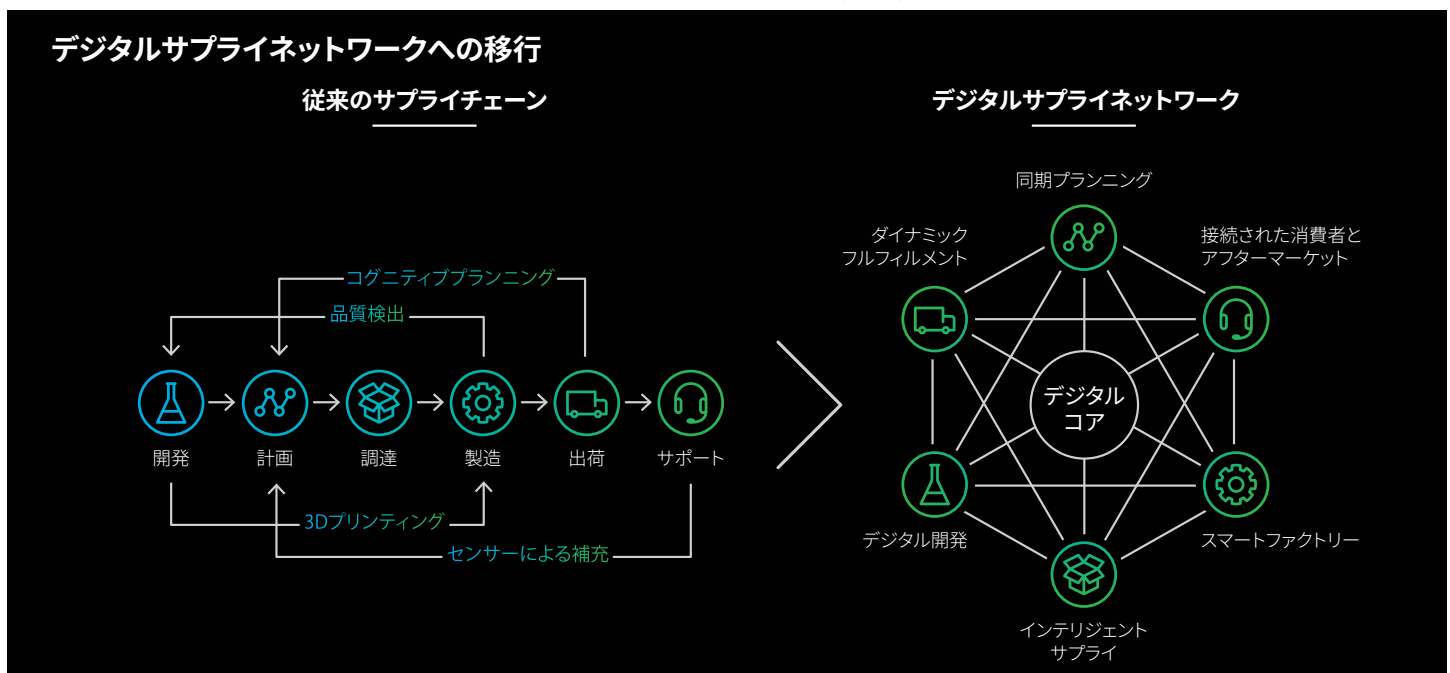 デジタルサプライネットワークへの移行
従来のサプライチェーン
コグニティブプランニング
品質検出
開発
計画
調達
製造
出荷
サポート
3Dプリンティング
センサーによる補充
デジタルサプライネットワーク
同期プランニング
ダイナミック
フルフィルメント
接続された消費者と
アフターマーケット
デジタル
コア
デジタル開発
スマートファクトリー
インテリジェント
サプライ